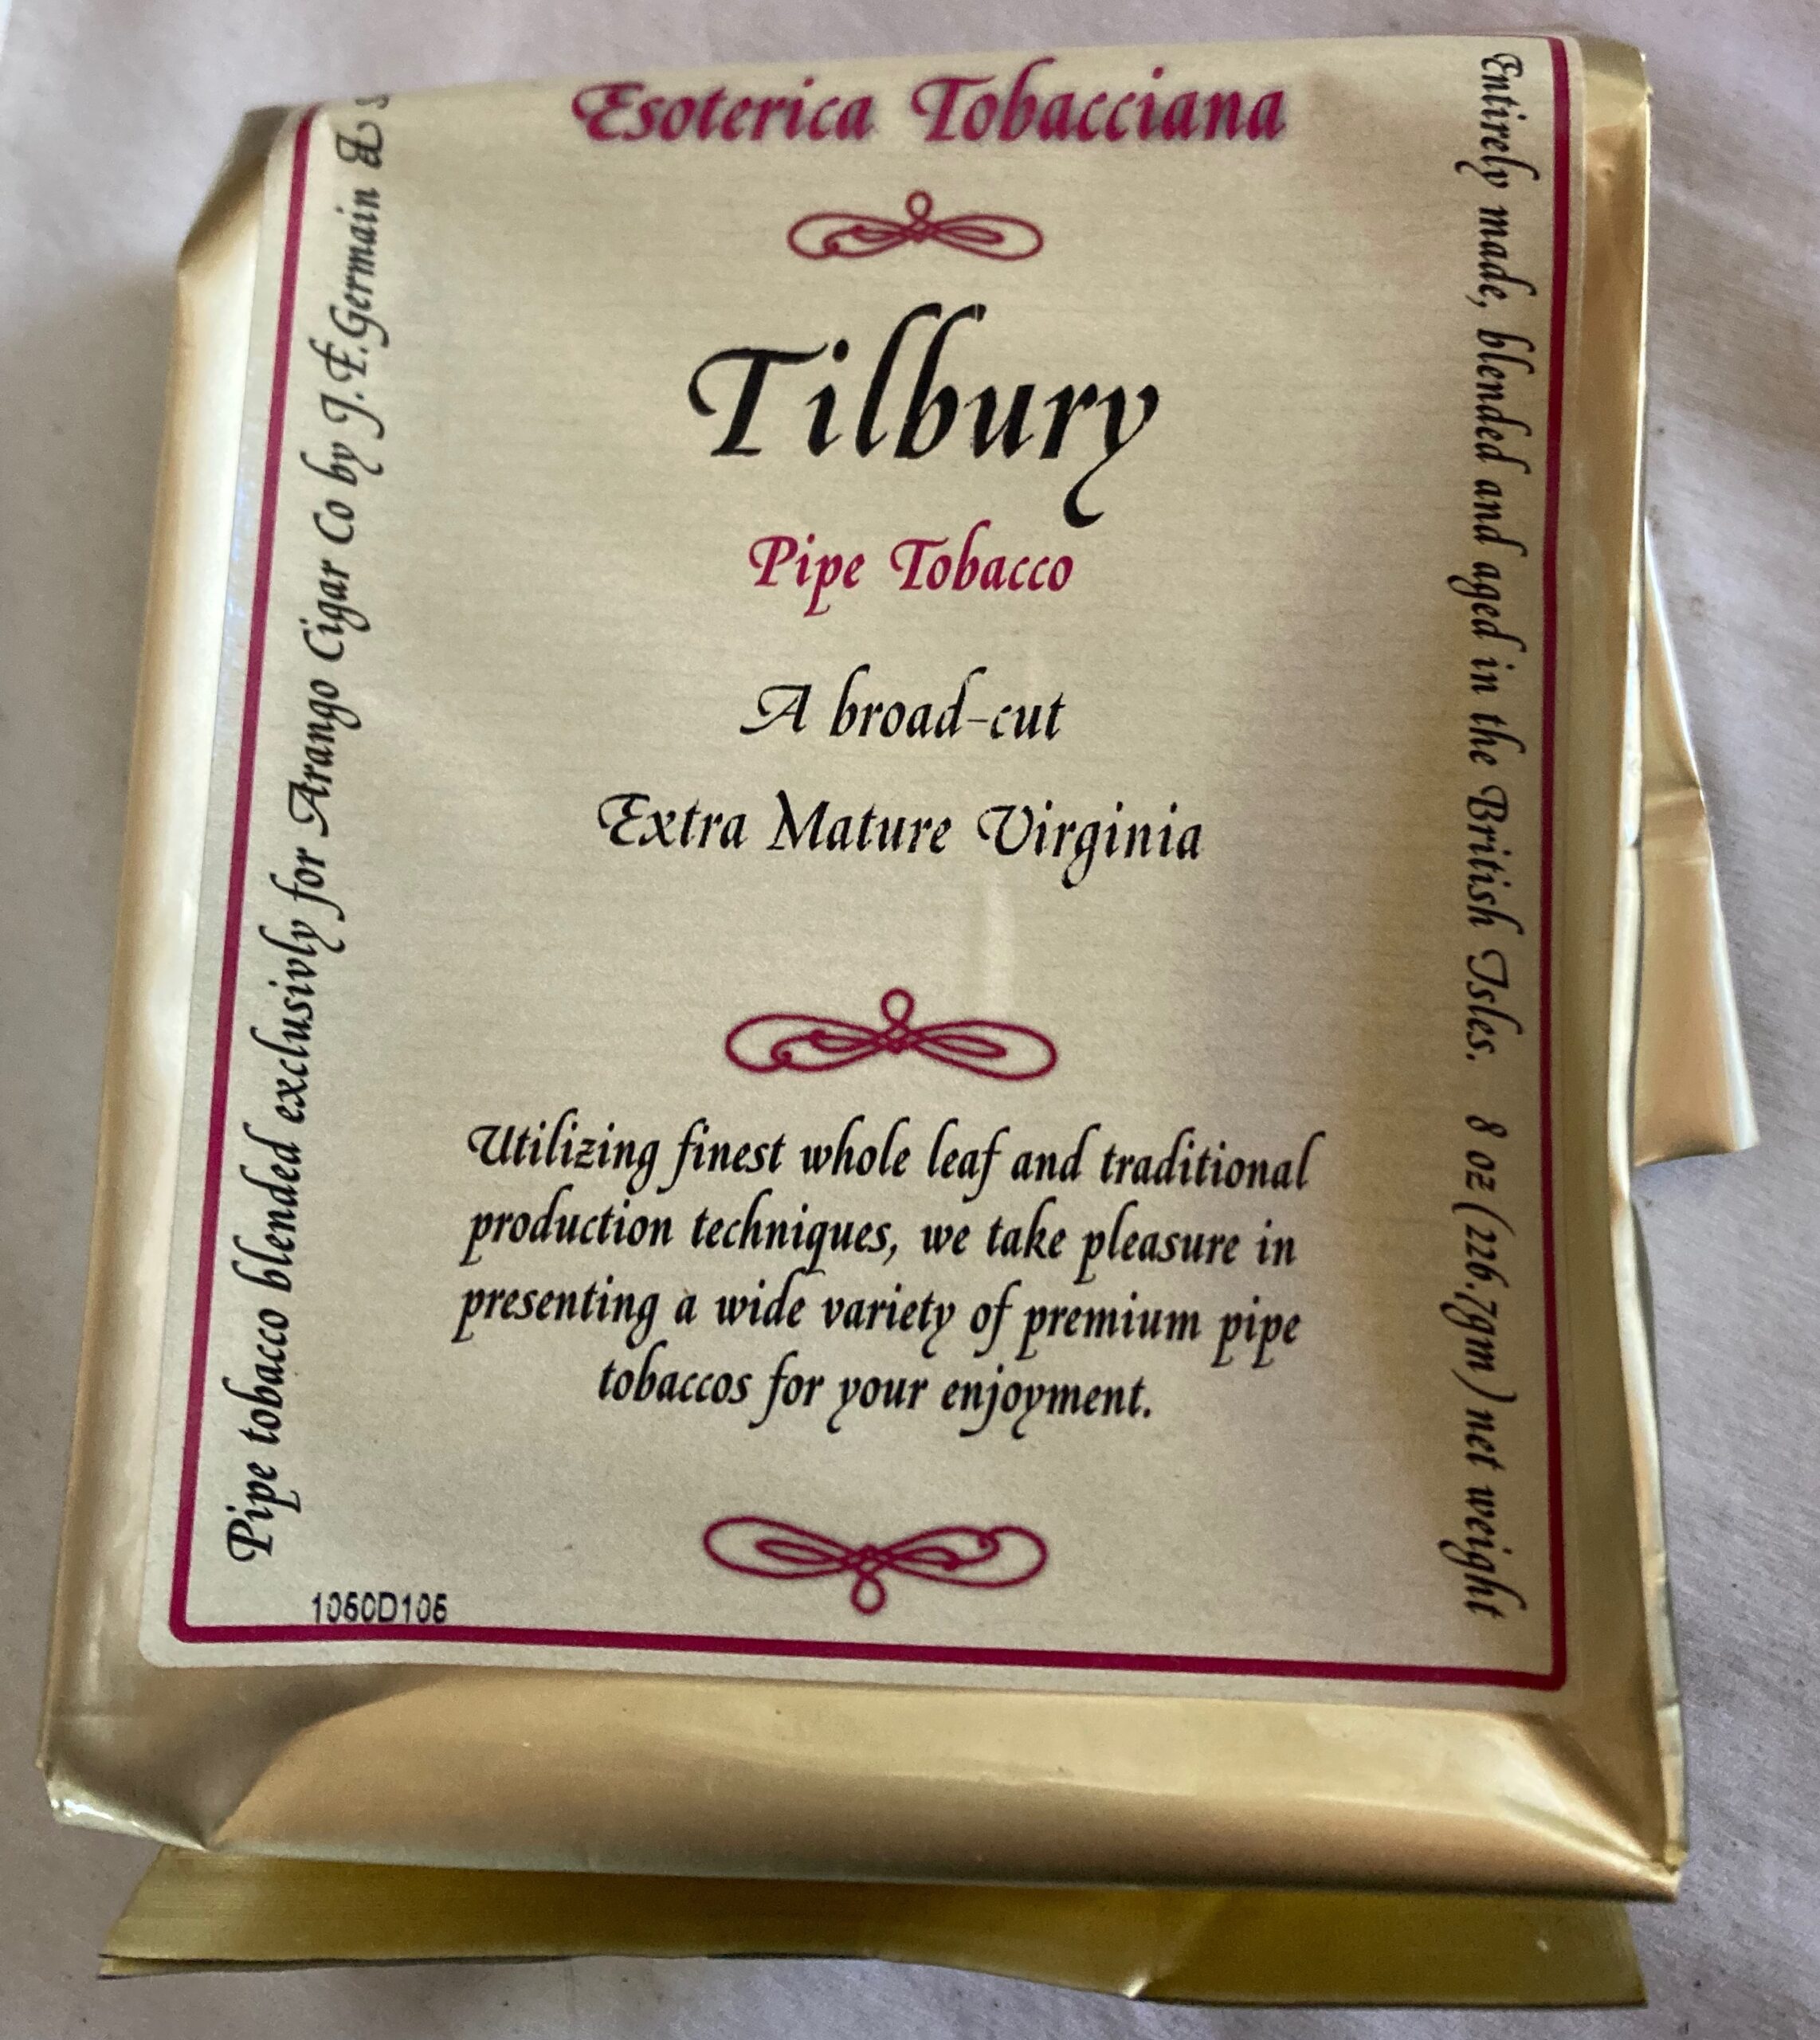 Esoterica Tobacciana
Tilbury
Pipe Tobacco
A broad-cut
Extra Mature Virginia
Utilizing finest whole leaf and traditional
production techniques, we take pleasure in
presenting a wide variety of premium pipe
tobaccos for your enjoyment.
Pipe tobacco blended exclusivly for Arango Cigar Co by J.F.Germain &
Entirely made, blended and aged in the British Isles. 8 oz (226.7gm) net weight
1060D106